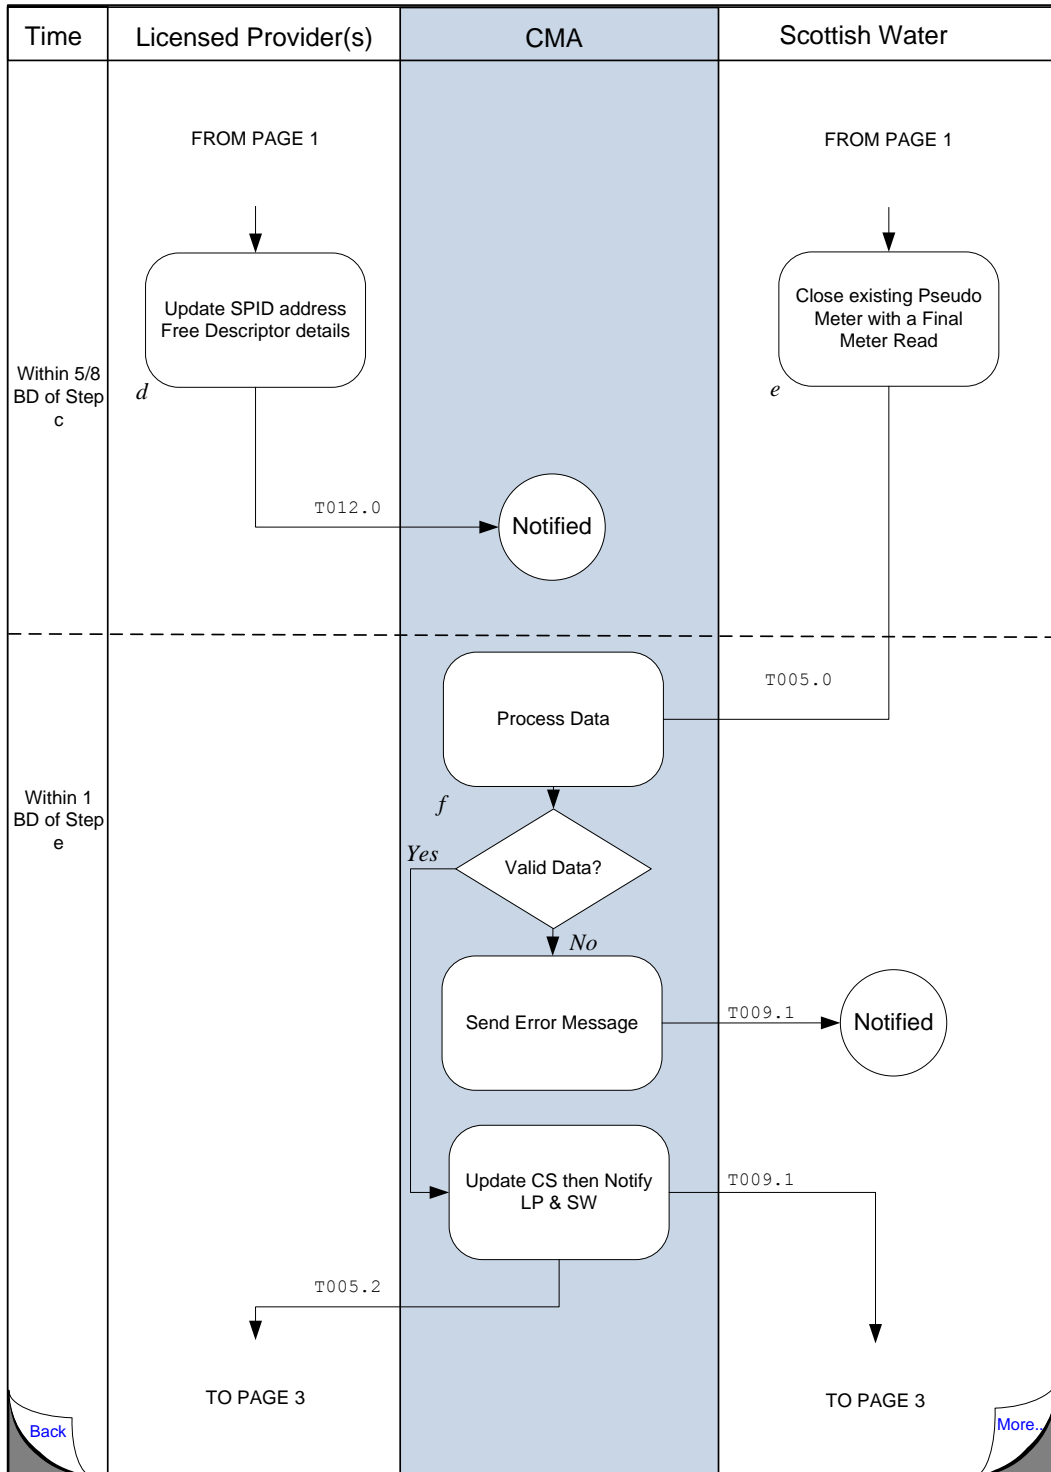 Time
Licensed Provider(s)
CMA
Scottish Water
FROM PAGE 1
FROM PAGE 1
Update SPID address
Free Descriptor details
d
Close existing Pseudo
Meter with a Final
Meter Read
e
Within 5/8
BD of Step
c
T012.0
Notified
T005.0
Process Data
f
Within 1
BD of Step
e
Valid Data?
Yes
No
Send Error Message
T009.1
Notified
Update CS then Notify
LP & SW
T009.1
T005.2
TO PAGE 3
TO PAGE 3
Back
More..